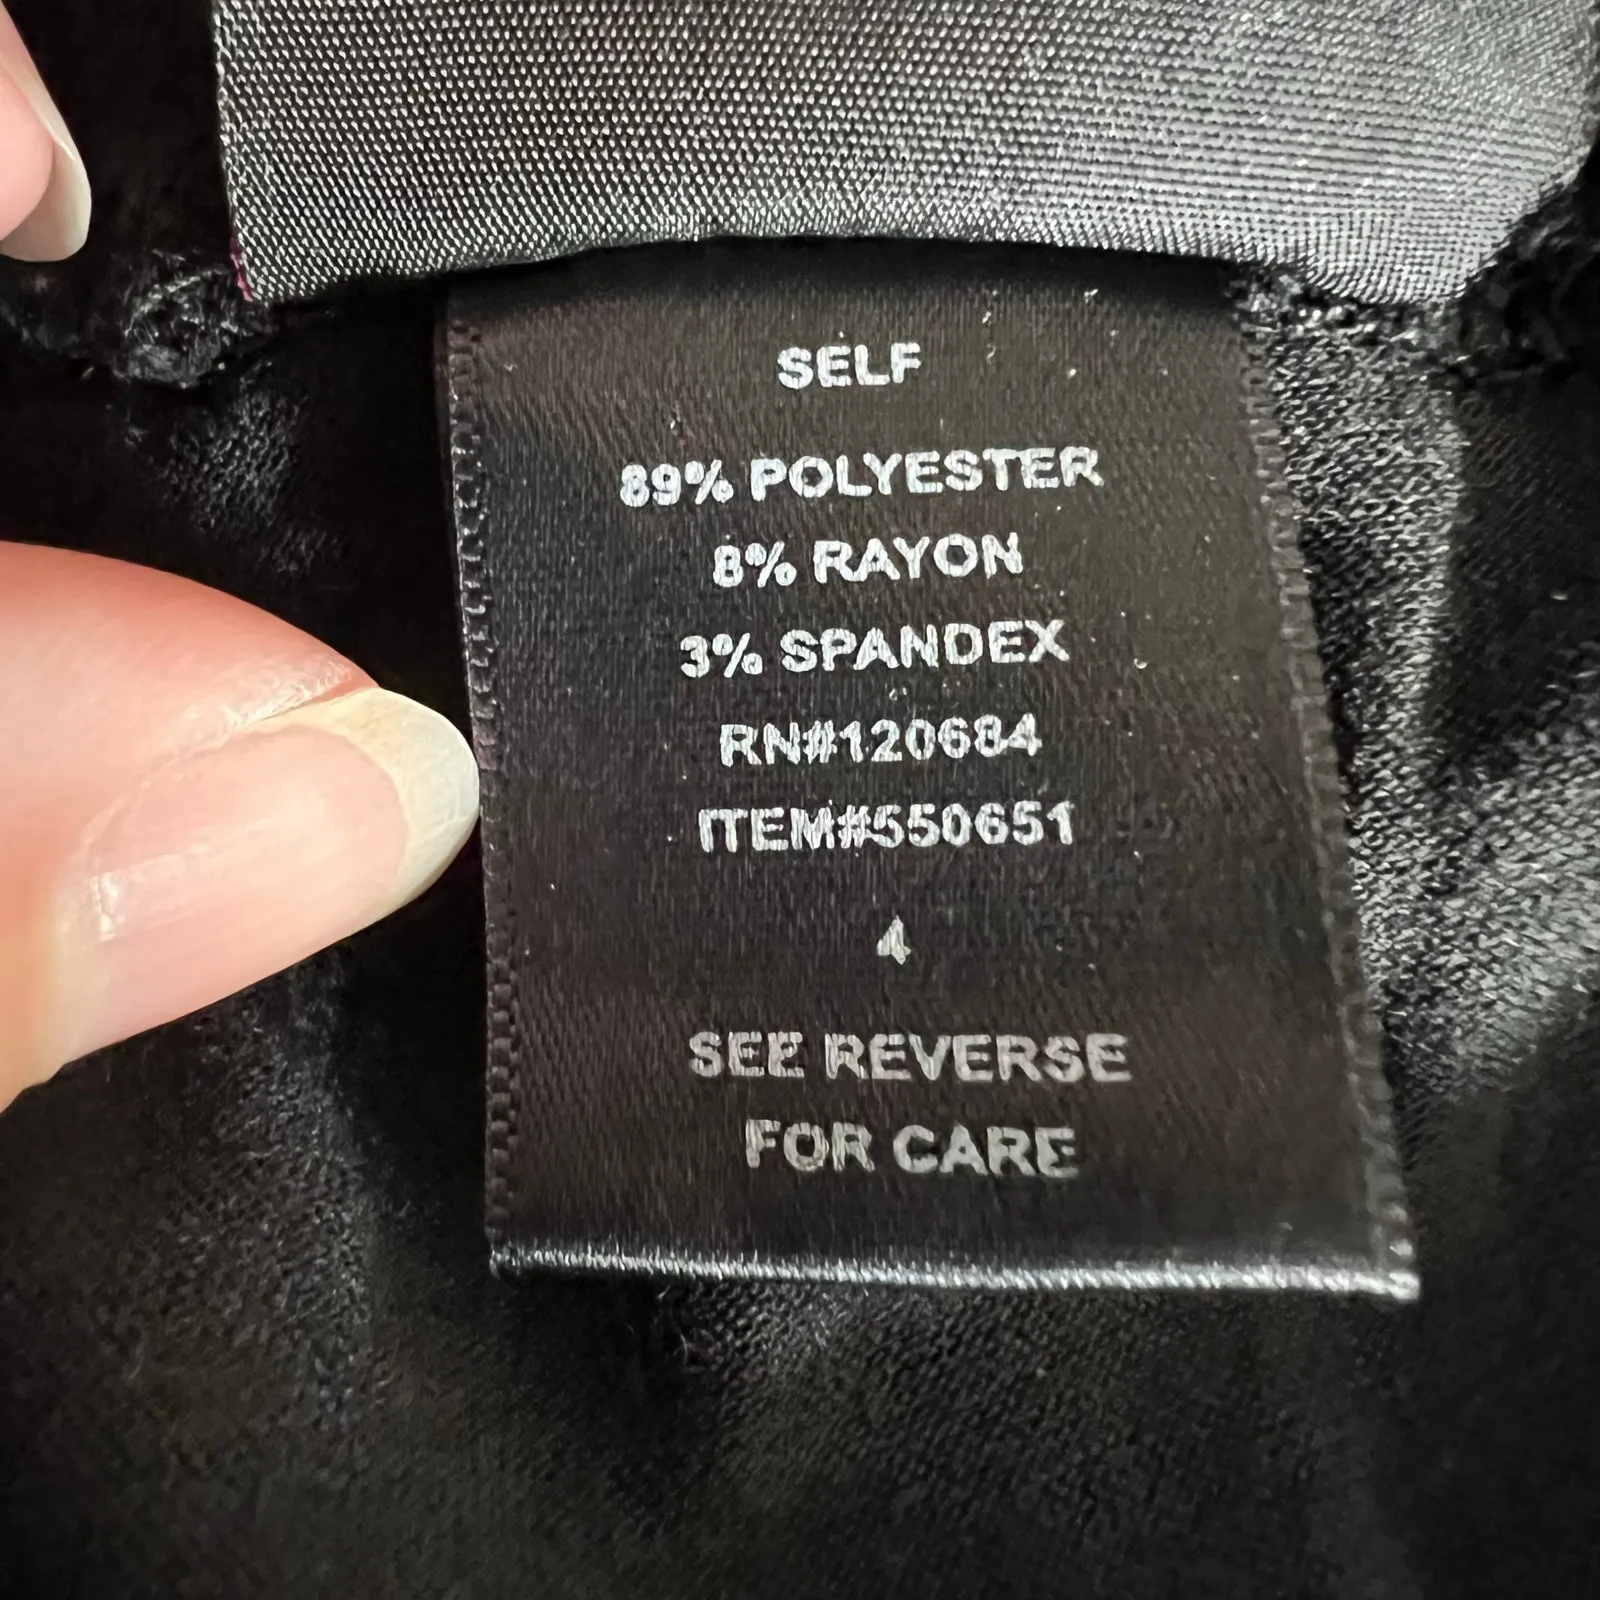 SELF
89% POLYESTER
8% RAYON
3% SPANDEX
RN#120684
ITEM#550651
4
SEE REVERSE
FOR CARE